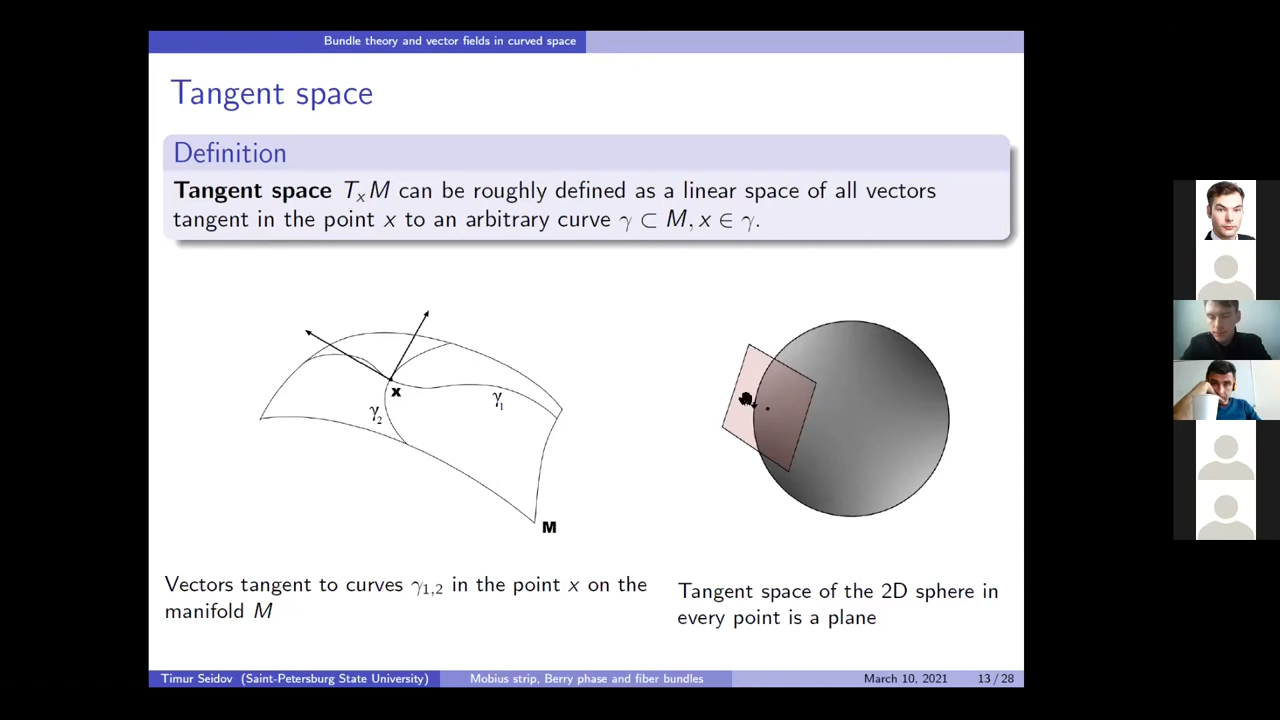 Bundle theory and vector fields in curved space
Tangent space
Definition
Tangent space TₓM can be roughly defined as a linear space of all vectors
tangent in the point x to an arbitrary curve γ ⊂ M, x ∈ γ.
x
γ₁
γ₂
M
Vectors tangent to curves γ₁,₂ in the point x on the
manifold M
Tangent space of the 2D sphere in
every point is a plane
Timur Seidov (Saint-Petersburg State University)
Mobius strip, Berry phase and fiber bundles
March 10, 2021
13 / 28